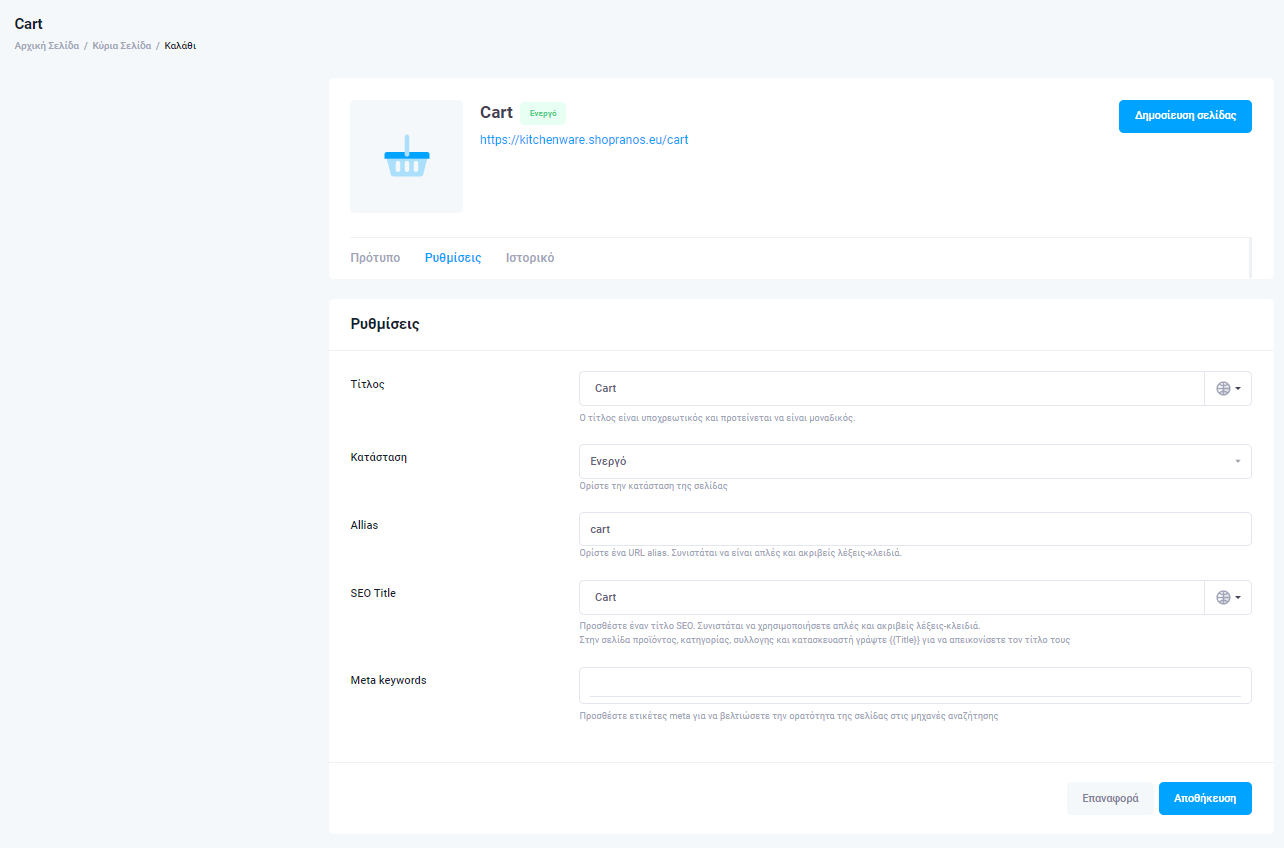 Cart
Αρχική Σελίδα / Κύρια Σελίδα / Καλάθι
Cart Ενεργό
Δημοσίευση σελίδας
https://kitchenware.shopranos.eu/cart
Πρότυπο Ρυθμίσεις Ιστορικό
Ρυθμίσεις
Τίτλος
Cart
Ο τίτλος είναι υποχρεωτικός και προτείνεται να είναι μοναδικός.
Κατάσταση
Ενεργό
Ορίστε την κατάσταση της σελίδας
Allias
cart
Ορίστε ένα URL alias. Συνιστάται να είναι απλές και ακριβείς λέξεις-κλειδιά.
SEO Title
Cart
Προσθέστε έναν τίτλο SEO. Συνιστάται να χρησιμοποιήσετε απλές και ακριβείς λέξεις-κλειδιά.
Στην σελίδα προϊόντος, κατηγορίας, συλλογης και κατασκευαστή γράψτε {{Title}} για να απεικονίσετε τον τίτλο τους
Meta keywords
Προσθέστε ετικέτες meta για να βελτιώσετε την ορατότητα της σελίδας στις μηχανές αναζήτησης
Επαναφορά Αποθήκευση